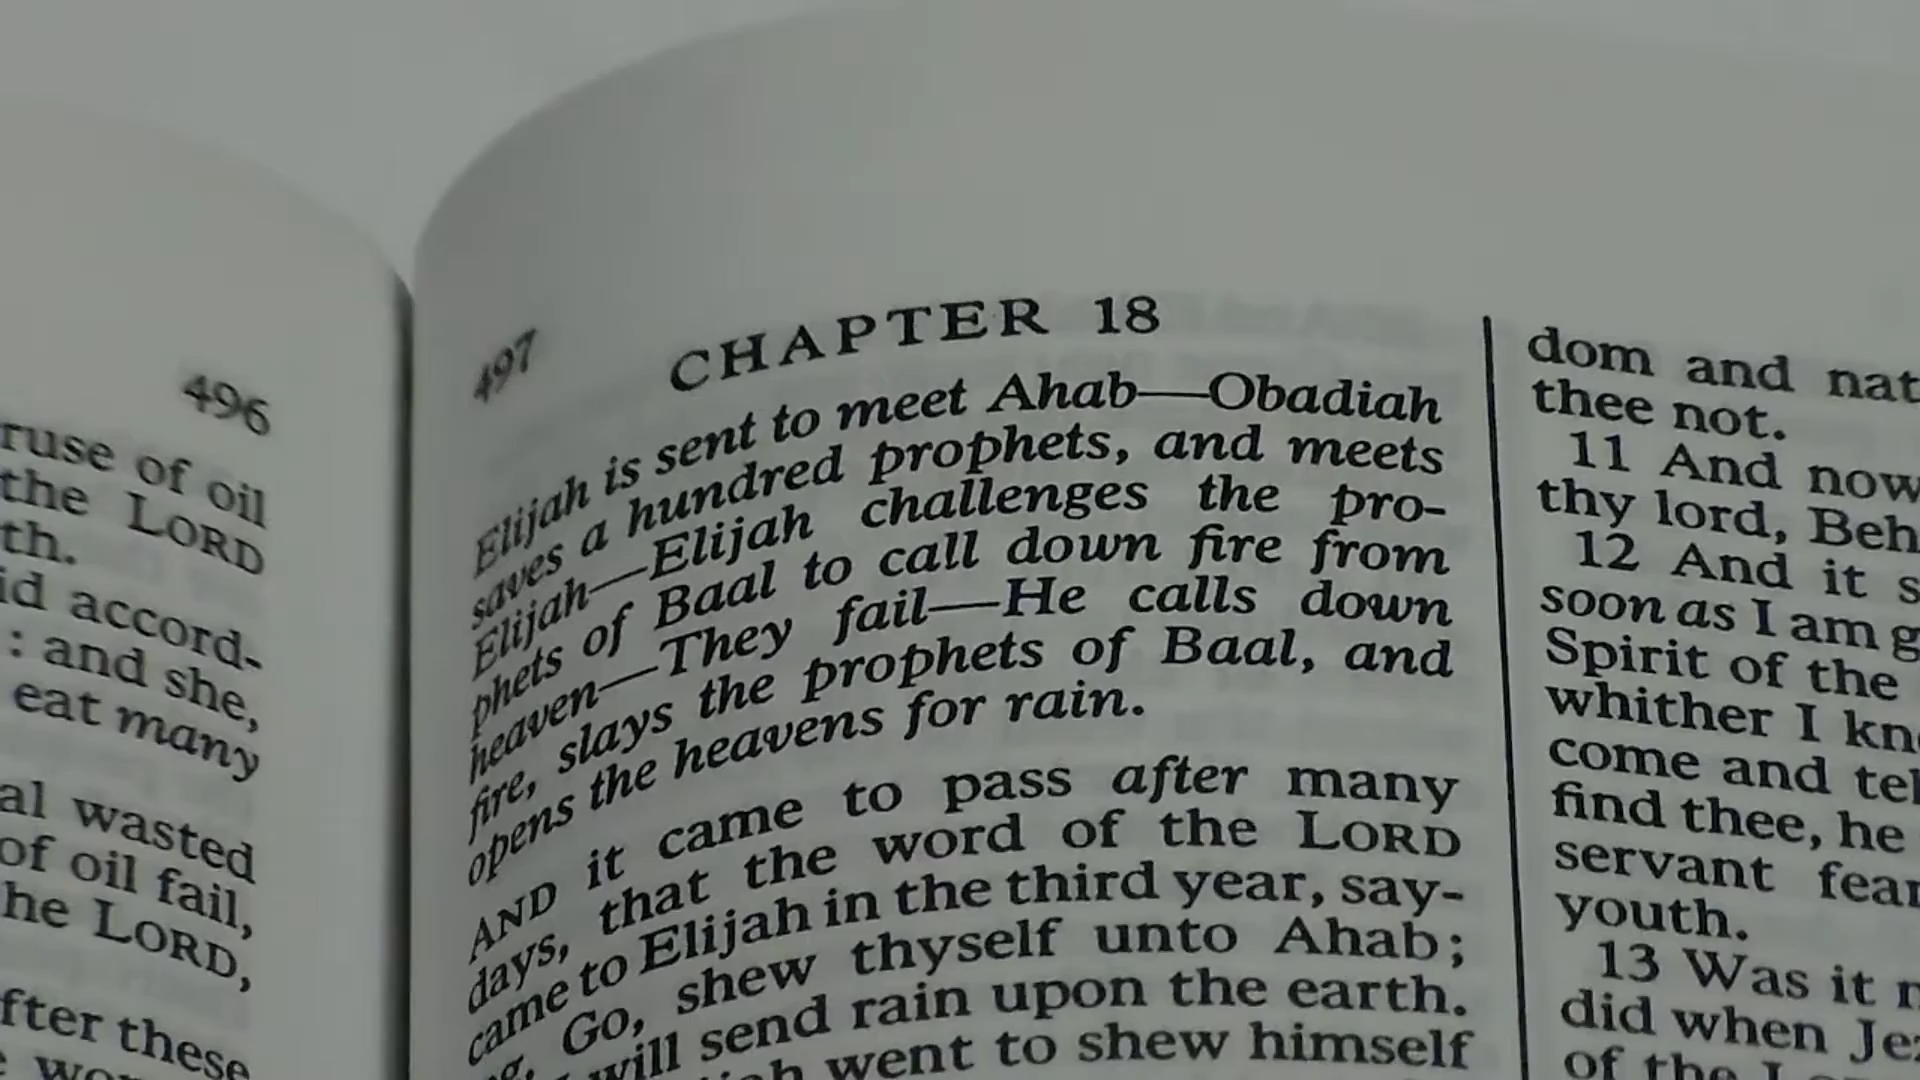 496
ruse of oil
the LORD
th.
id accord-
: and she,
eat many
al wasted
of oil fail,
he LORD,
fter these
497
CHAPTER 18
Elijah is sent to meet Ahab—Obadiah
saves a hundred prophets, and meets
Elijah—Elijah challenges the pro-
phets of Baal to call down fire from
heaven—They fail—He calls down
fire, slays the prophets of Baal, and
opens the heavens for rain.
AND it came to pass after many
days, that the word of the LORD
came to Elijah in the third year, say-
Go, shew thyself unto Ahab;
will send rain upon the earth.
went to shew himself
dom and nat
thee not.
11 And now
thy lord, Beh
12 And it s
soon as I am g
Spirit of the
whither I kn
come and tel
find thee, he
servant fear
youth.
13 Was it n
did when Jez
of the